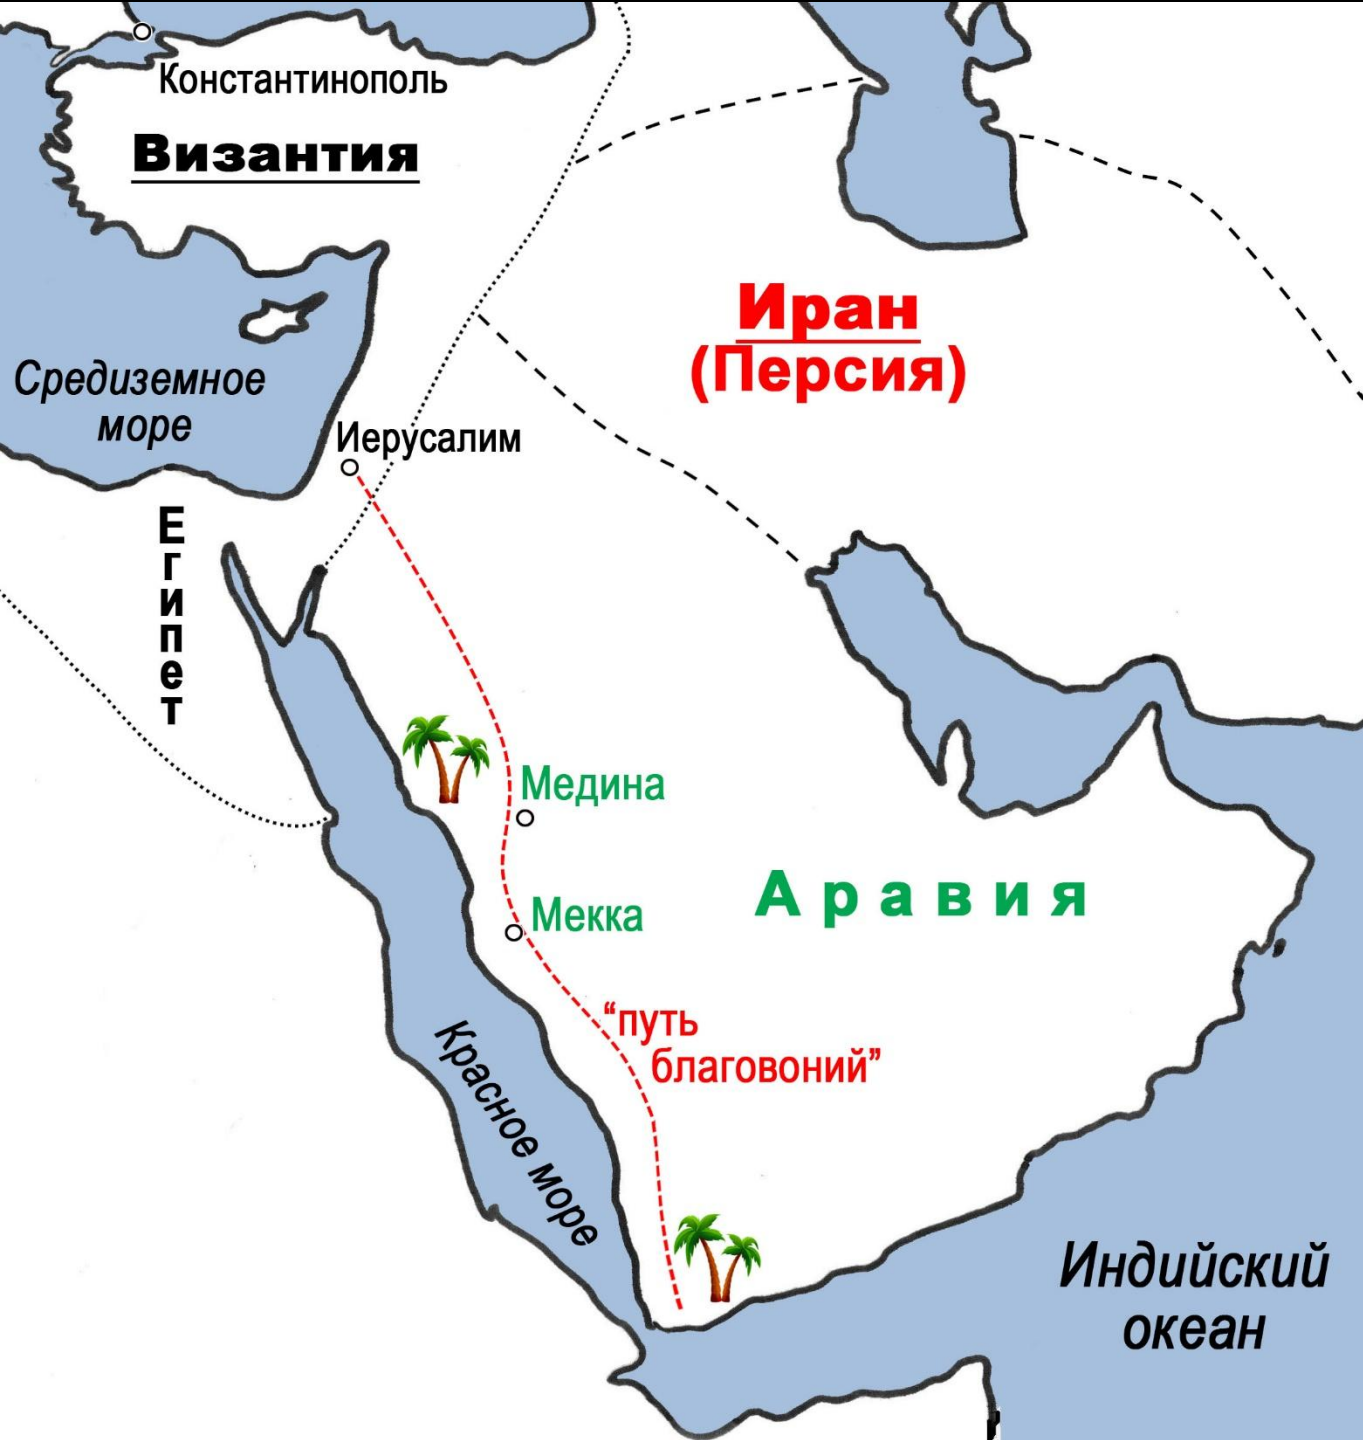 Константинополь
Византия
Иран
(Персия)
Средиземное
море
Иерусалим
Египет
Медина
Аравия
Мекка
“путь
благовоний”
Красное море
Индийский
океан